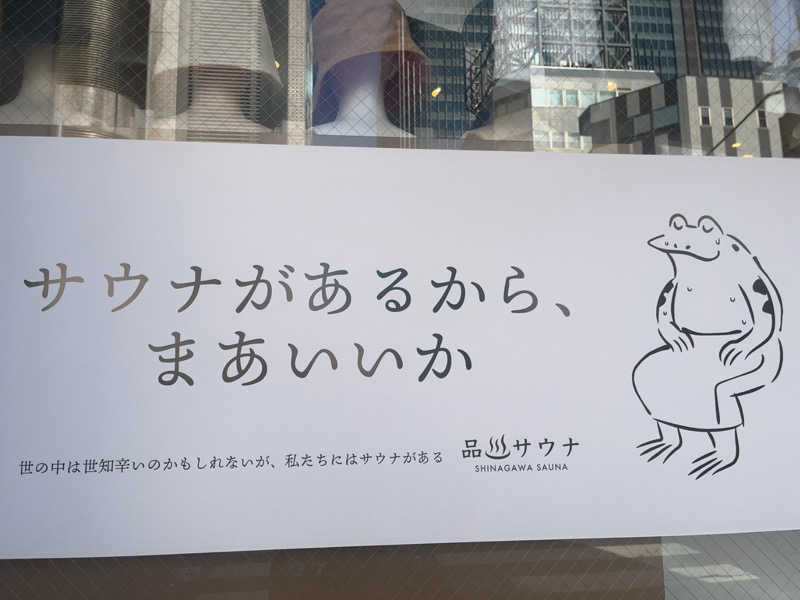 サウナがあるから、
まあいいか
世の中は世知辛いのかもしれないが、私たちにはサウナがある
品♨サウナ
SHINAGAWA SAUNA